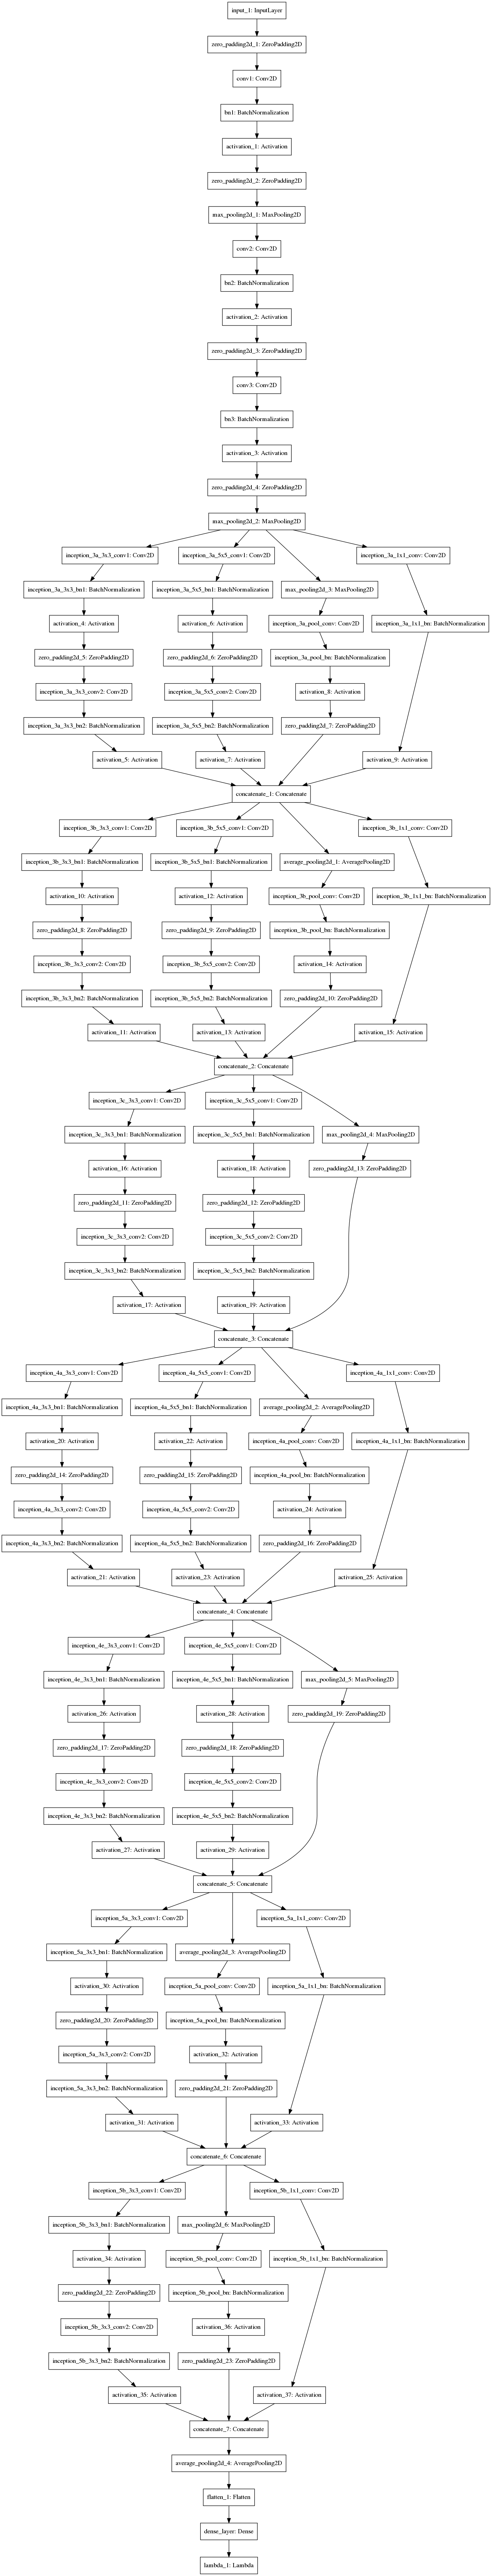 input_1: InputLayer
zero_padding2d_1: ZeroPadding2D
conv1: Conv2D
bn1: BatchNormalization
activation_1: Activation
zero_padding2d_2: ZeroPadding2D
max_pooling2d_1: MaxPooling2D
conv2: Conv2D
bn2: BatchNormalization
activation_2: Activation
zero_padding2d_3: ZeroPadding2D
conv3: Conv2D
bn3: BatchNormalization
activation_3: Activation
zero_padding2d_4: ZeroPadding2D
max_pooling2d_2: MaxPooling2D
inception_3a_3x3_conv1: Conv2D
inception_3a_5x5_conv1: Conv2D
inception_3a_1x1_conv: Conv2D
inception_3a_3x3_bn1: BatchNormalization
inception_3a_5x5_bn1: BatchNormalization
max_pooling2d_3: MaxPooling2D
activation_4: Activation
activation_6: Activation
inception_3a_pool_conv: Conv2D
inception_3a_1x1_bn: BatchNormalization
zero_padding2d_5: ZeroPadding2D
zero_padding2d_6: ZeroPadding2D
inception_3a_pool_bn: BatchNormalization
inception_3a_3x3_conv2: Conv2D
inception_3a_5x5_conv2: Conv2D
activation_8: Activation
inception_3a_3x3_bn2: BatchNormalization
inception_3a_5x5_bn2: BatchNormalization
zero_padding2d_7: ZeroPadding2D
activation_5: Activation
activation_7: Activation
activation_9: Activation
concatenate_1: Concatenate
inception_3b_3x3_conv1: Conv2D
inception_3b_5x5_conv1: Conv2D
inception_3b_1x1_conv: Conv2D
inception_3b_3x3_bn1: BatchNormalization
inception_3b_5x5_bn1: BatchNormalization
average_pooling2d_1: AveragePooling2D
activation_10: Activation
activation_12: Activation
inception_3b_pool_conv: Conv2D
inception_3b_1x1_bn: BatchNormalization
zero_padding2d_8: ZeroPadding2D
zero_padding2d_9: ZeroPadding2D
inception_3b_pool_bn: BatchNormalization
inception_3b_3x3_conv2: Conv2D
inception_3b_5x5_conv2: Conv2D
activation_14: Activation
inception_3b_3x3_bn2: BatchNormalization
inception_3b_5x5_bn2: BatchNormalization
zero_padding2d_10: ZeroPadding2D
activation_11: Activation
activation_13: Activation
activation_15: Activation
concatenate_2: Concatenate
inception_3c_3x3_conv1: Conv2D
inception_3c_5x5_conv1: Conv2D
inception_3c_3x3_bn1: BatchNormalization
inception_3c_5x5_bn1: BatchNormalization
max_pooling2d_4: MaxPooling2D
activation_16: Activation
activation_18: Activation
zero_padding2d_13: ZeroPadding2D
zero_padding2d_11: ZeroPadding2D
zero_padding2d_12: ZeroPadding2D
inception_3c_3x3_conv2: Conv2D
inception_3c_5x5_conv2: Conv2D
inception_3c_3x3_bn2: BatchNormalization
inception_3c_5x5_bn2: BatchNormalization
activation_17: Activation
activation_19: Activation
concatenate_3: Concatenate
inception_4a_3x3_conv1: Conv2D
inception_4a_5x5_conv1: Conv2D
inception_4a_1x1_conv: Conv2D
inception_4a_3x3_bn1: BatchNormalization
inception_4a_5x5_bn1: BatchNormalization
average_pooling2d_2: AveragePooling2D
activation_20: Activation
activation_22: Activation
inception_4a_pool_conv: Conv2D
inception_4a_1x1_bn: BatchNormalization
zero_padding2d_14: ZeroPadding2D
zero_padding2d_15: ZeroPadding2D
inception_4a_pool_bn: BatchNormalization
inception_4a_3x3_conv2: Conv2D
inception_4a_5x5_conv2: Conv2D
activation_24: Activation
inception_4a_3x3_bn2: BatchNormalization
inception_4a_5x5_bn2: BatchNormalization
zero_padding2d_16: ZeroPadding2D
activation_21: Activation
activation_23: Activation
activation_25: Activation
concatenate_4: Concatenate
inception_4e_3x3_conv1: Conv2D
inception_4e_5x5_conv1: Conv2D
inception_4e_3x3_bn1: BatchNormalization
inception_4e_5x5_bn1: BatchNormalization
max_pooling2d_5: MaxPooling2D
activation_26: Activation
activation_28: Activation
zero_padding2d_19: ZeroPadding2D
zero_padding2d_17: ZeroPadding2D
zero_padding2d_18: ZeroPadding2D
inception_4e_3x3_conv2: Conv2D
inception_4e_5x5_conv2: Conv2D
inception_4e_3x3_bn2: BatchNormalization
inception_4e_5x5_bn2: BatchNormalization
activation_27: Activation
activation_29: Activation
concatenate_5: Concatenate
inception_5a_3x3_conv1: Conv2D
inception_5a_1x1_conv: Conv2D
inception_5a_3x3_bn1: BatchNormalization
average_pooling2d_3: AveragePooling2D
activation_30: Activation
inception_5a_pool_conv: Conv2D
inception_5a_1x1_bn: BatchNormalization
zero_padding2d_20: ZeroPadding2D
inception_5a_pool_bn: BatchNormalization
inception_5a_3x3_conv2: Conv2D
activation_32: Activation
inception_5a_3x3_bn2: BatchNormalization
zero_padding2d_21: ZeroPadding2D
activation_31: Activation
activation_33: Activation
concatenate_6: Concatenate
inception_5b_3x3_conv1: Conv2D
inception_5b_1x1_conv: Conv2D
inception_5b_3x3_bn1: BatchNormalization
max_pooling2d_6: MaxPooling2D
activation_34: Activation
inception_5b_pool_conv: Conv2D
inception_5b_1x1_bn: BatchNormalization
zero_padding2d_22: ZeroPadding2D
inception_5b_pool_bn: BatchNormalization
inception_5b_3x3_conv2: Conv2D
activation_36: Activation
inception_5b_3x3_bn2: BatchNormalization
zero_padding2d_23: ZeroPadding2D
activation_35: Activation
activation_37: Activation
concatenate_7: Concatenate
average_pooling2d_4: AveragePooling2D
flatten_1: Flatten
dense_layer: Dense
lambda_1: Lambda